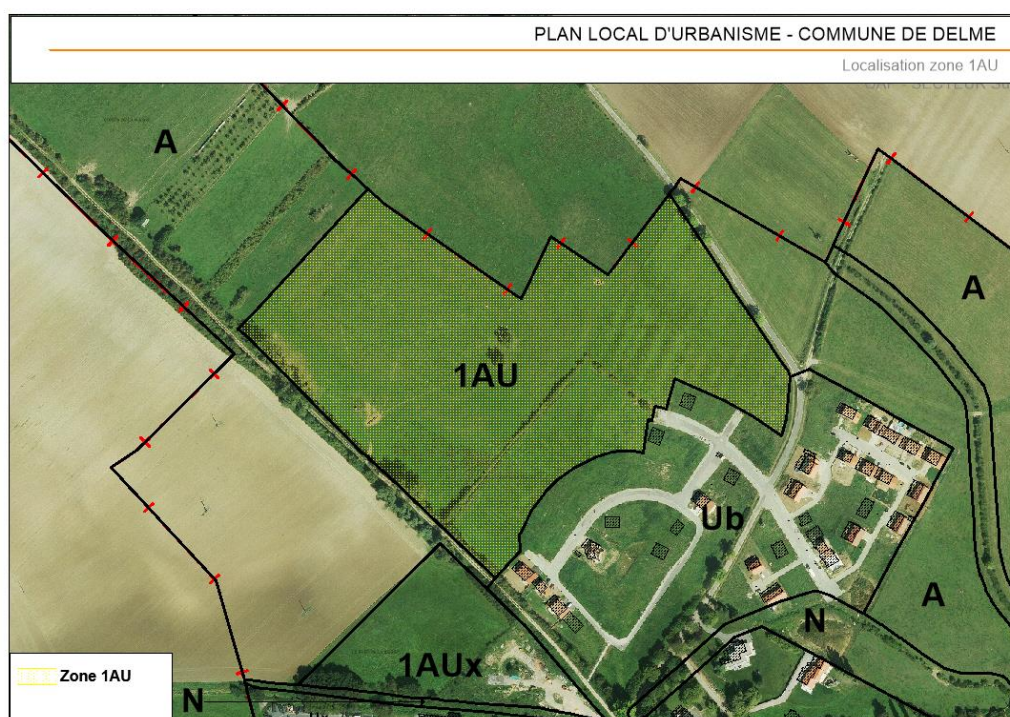 PLAN LOCAL D'URBANISME - COMMUNE DE DELME
Localisation zone 1AU
A
A
1AU
Ub
A
N
1AUx
Zone 1AU
N